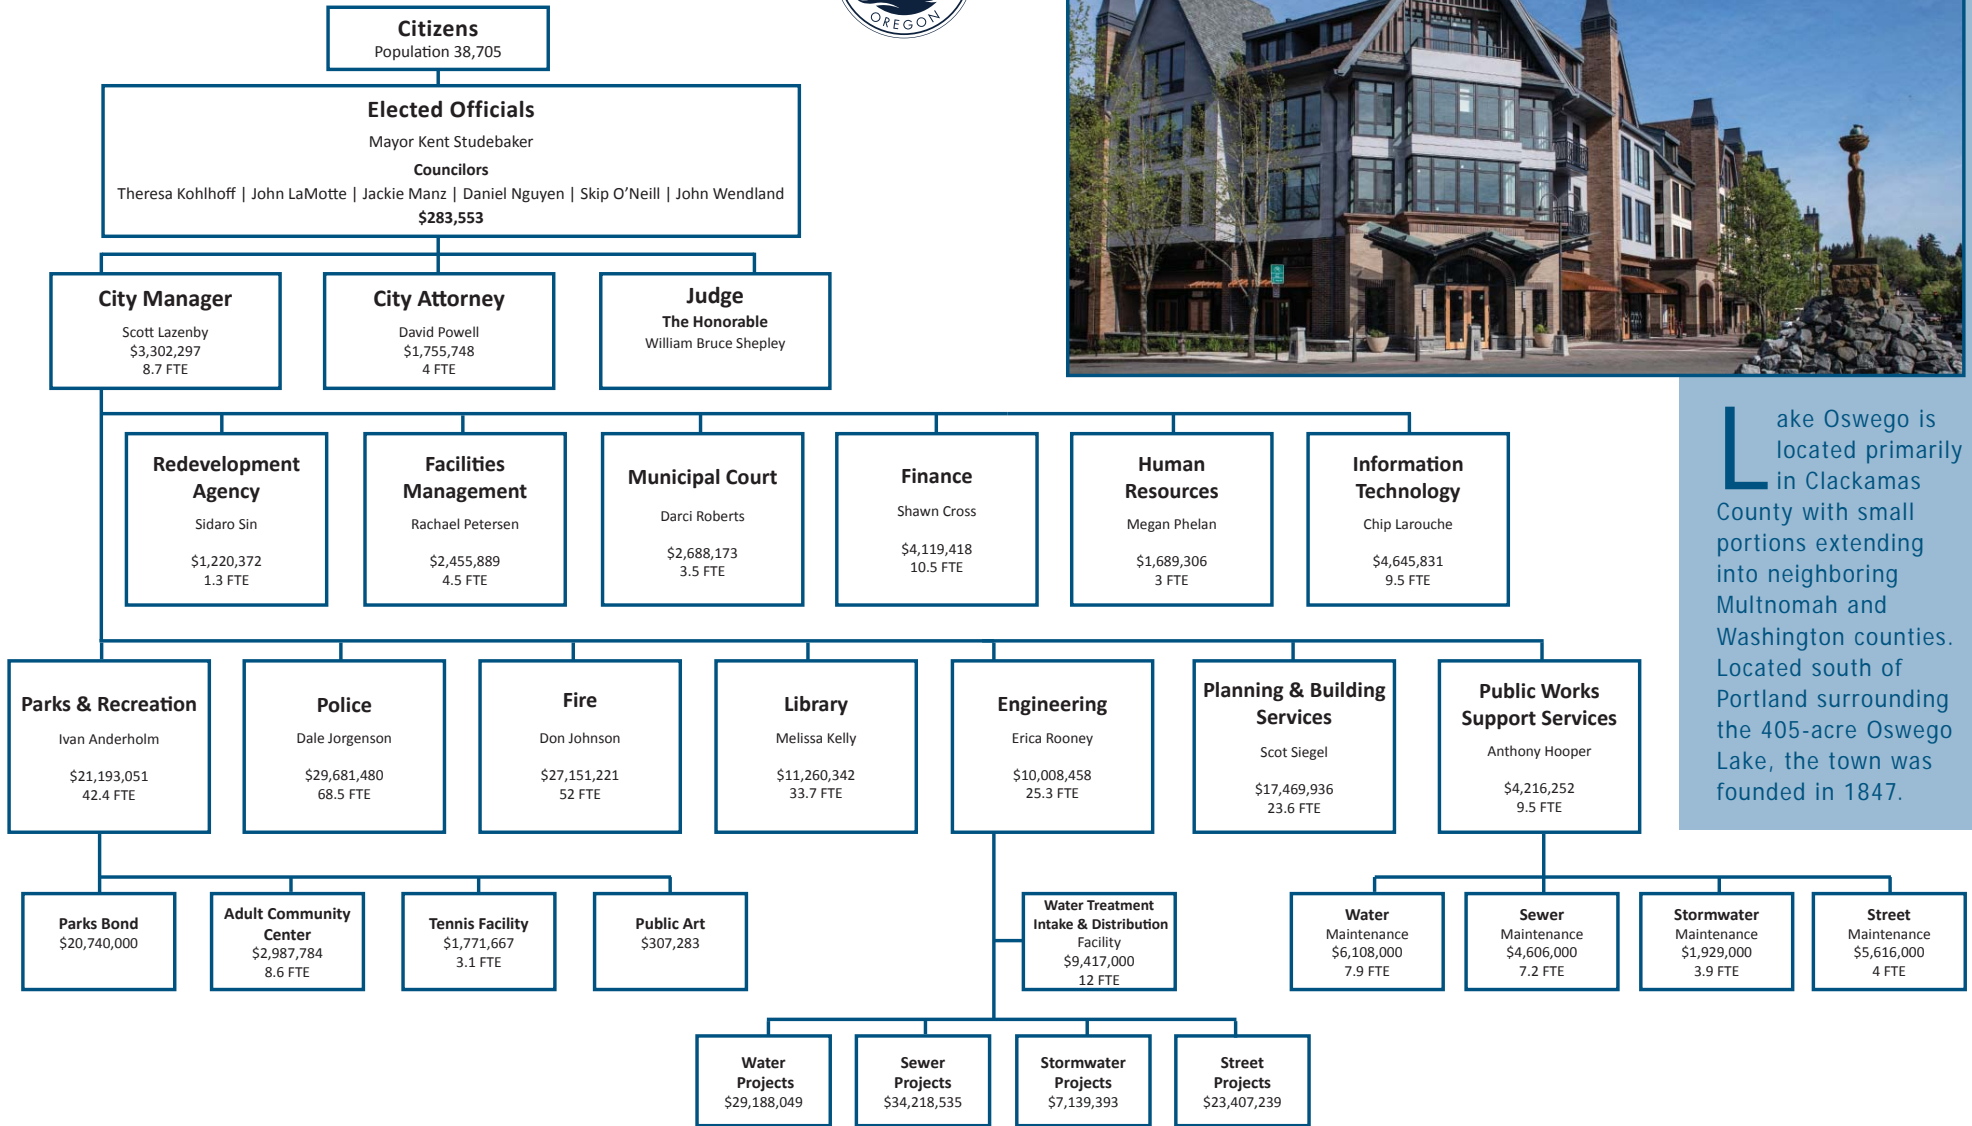 OREGON
Citizens
Population 38,705
Elected Officials
Mayor Kent Studebaker
Councilors
Theresa Kohlhoff | John LaMotte | Jackie Manz | Daniel Nguyen | Skip O'Neill | John Wendland
$283,553
City Manager
Scott Lazenby
$3,302,297
8.7 FTE
City Attorney
David Powell
$1,755,748
4 FTE
Judge
The Honorable
William Bruce Shepley
Redevelopment
Agency
Sidaro Sin
$1,220,372
1.3 FTE
Facilities
Management
Rachael Petersen
$2,455,889
4.5 FTE
Municipal Court
Darci Roberts
$2,688,173
3.5 FTE
Finance
Shawn Cross
$4,119,418
10.5 FTE
Human
Resources
Megan Phelan
$1,689,306
3 FTE
Information
Technology
Chip Larouche
$4,645,831
9.5 FTE
Lake Oswego is
located primarily
in Clackamas
County with small
portions extending
into neighboring
Multnomah and
Washington counties.
Located south of
Portland surrounding
the 405-acre Oswego
Lake, the town was
founded in 1847.
Parks & Recreation
Ivan Anderholm
$21,193,051
42.4 FTE
Police
Dale Jorgenson
$29,681,480
68.5 FTE
Fire
Don Johnson
$27,151,221
52 FTE
Library
Melissa Kelly
$11,260,342
33.7 FTE
Engineering
Erica Rooney
$10,008,458
25.3 FTE
Planning & Building
Services
Scot Siegel
$17,469,936
23.6 FTE
Public Works
Support Services
Anthony Hooper
$4,216,252
9.5 FTE
Parks Bond
$20,740,000
Adult Community
Center
$2,987,784
8.6 FTE
Tennis Facility
$1,771,667
3.1 FTE
Public Art
$307,283
Water Treatment
Intake & Distribution
Facility
$9,417,000
12 FTE
Water
Maintenance
$6,108,000
7.9 FTE
Sewer
Maintenance
$4,606,000
7.2 FTE
Stormwater
Maintenance
$1,929,000
3.9 FTE
Street
Maintenance
$5,616,000
4 FTE
Water
Projects
$29,188,049
Sewer
Projects
$34,218,535
Stormwater
Projects
$7,139,393
Street
Projects
$23,407,239